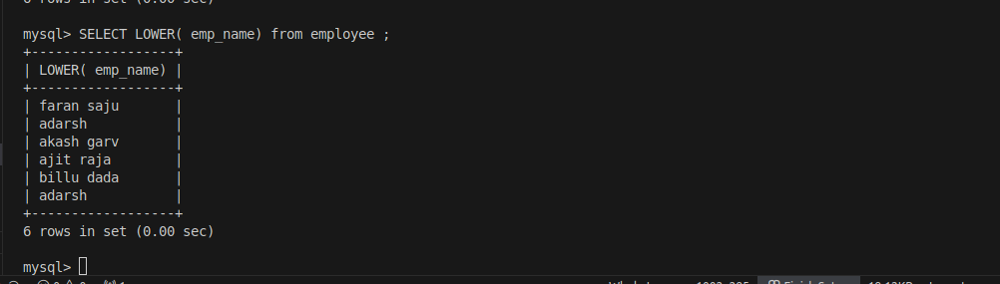 6 rows in set (0.00 sec)
mysql> SELECT LOWER( emp_name) from employee ;
+------------------+
| LOWER( emp_name) |
+------------------+
| faran saju       |
| adarsh           |
| akash garv       |
| ajit raja        |
| billu dada       |
| adarsh           |
+------------------+
6 rows in set (0.00 sec)
mysql>